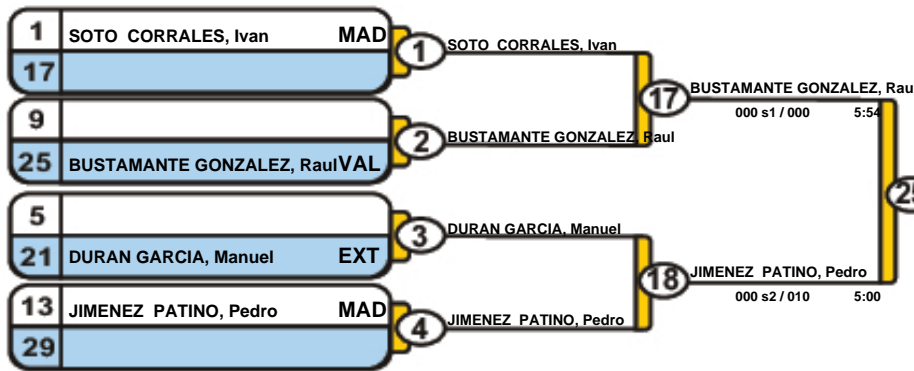 1 SOTO CORRALES, Ivan MAD
17
1 SOTO CORRALES, Ivan
9
25 BUSTAMANTE GONZALEZ, Raul VAL
2 BUSTAMANTE GONZALEZ, Raul
17 BUSTAMANTE GONZALEZ, Rau
000 s1 / 000 5:54
5
21 DURAN GARCIA, Manuel EXT
3 DURAN GARCIA, Manuel
13 JIMENEZ PATINO, Pedro MAD
29
4 JIMENEZ PATINO, Pedro
18 JIMENEZ PATINO, Pedro
000 s2 / 010 5:00
25